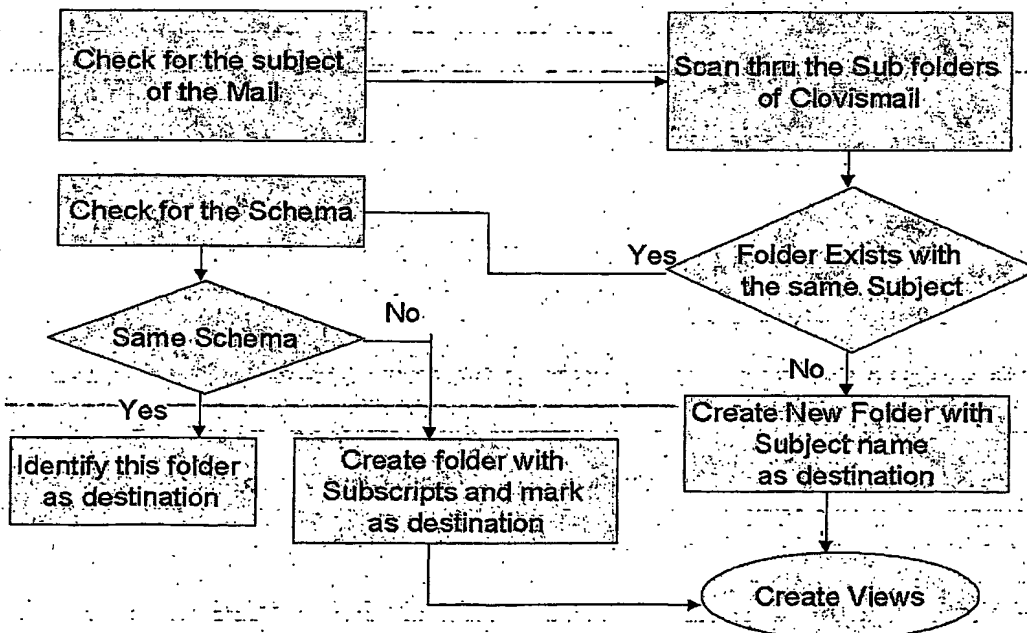 Check for the subject
of the Mail
Scan thru the Sub folders
of Clovismail
Check for the Schema
Yes
Folder Exists with
the same Subject
Same Schema
No
No
Yes
Identify this folder
as destination
Create folder with
Subscripts and mark
as destination
Create New Folder with
Subject name
as destination
Create Views